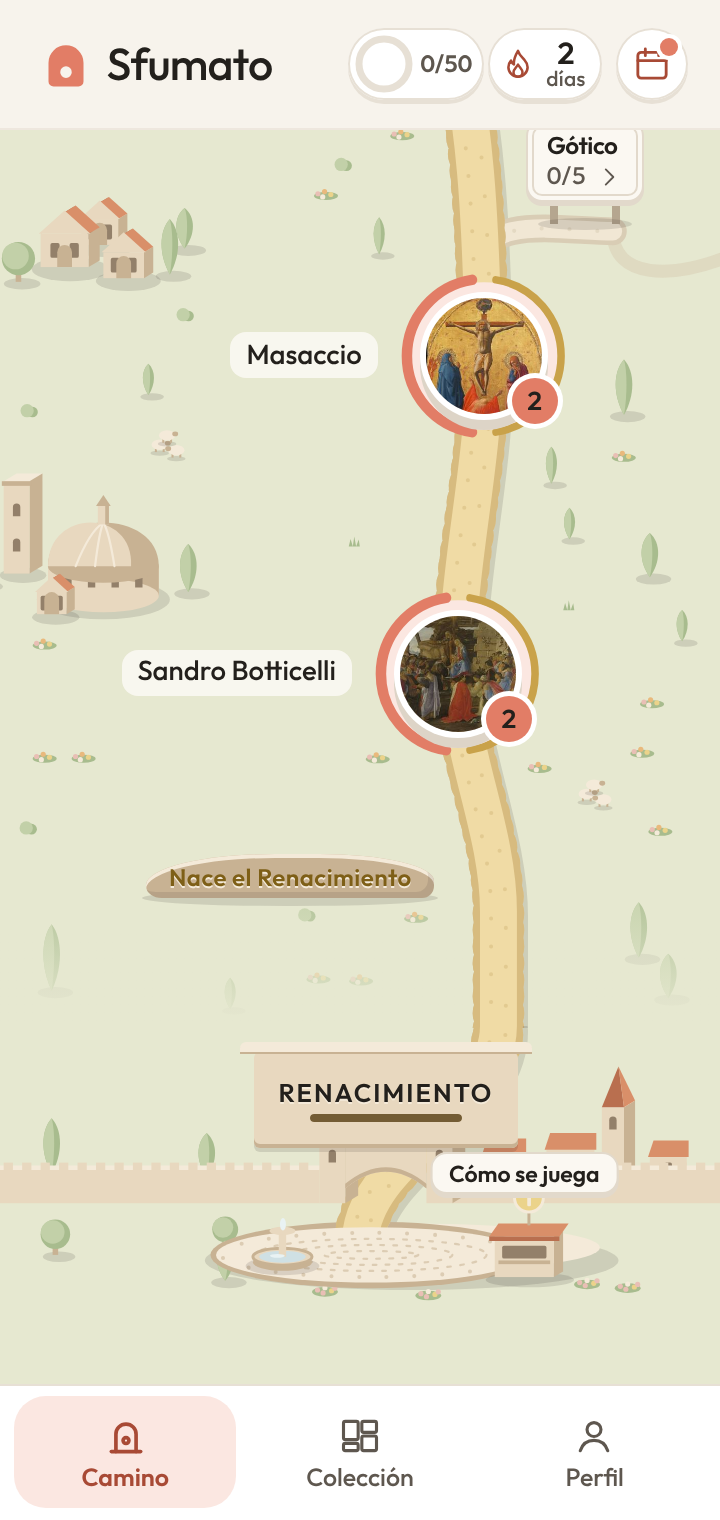 Sfumato
0/50
2
días
Gótico
0/5
Masaccio
2
Sandro Botticelli
2
Nace el Renacimiento
RENACIMIENTO
Cómo se juega
Camino
Colección
Perfil